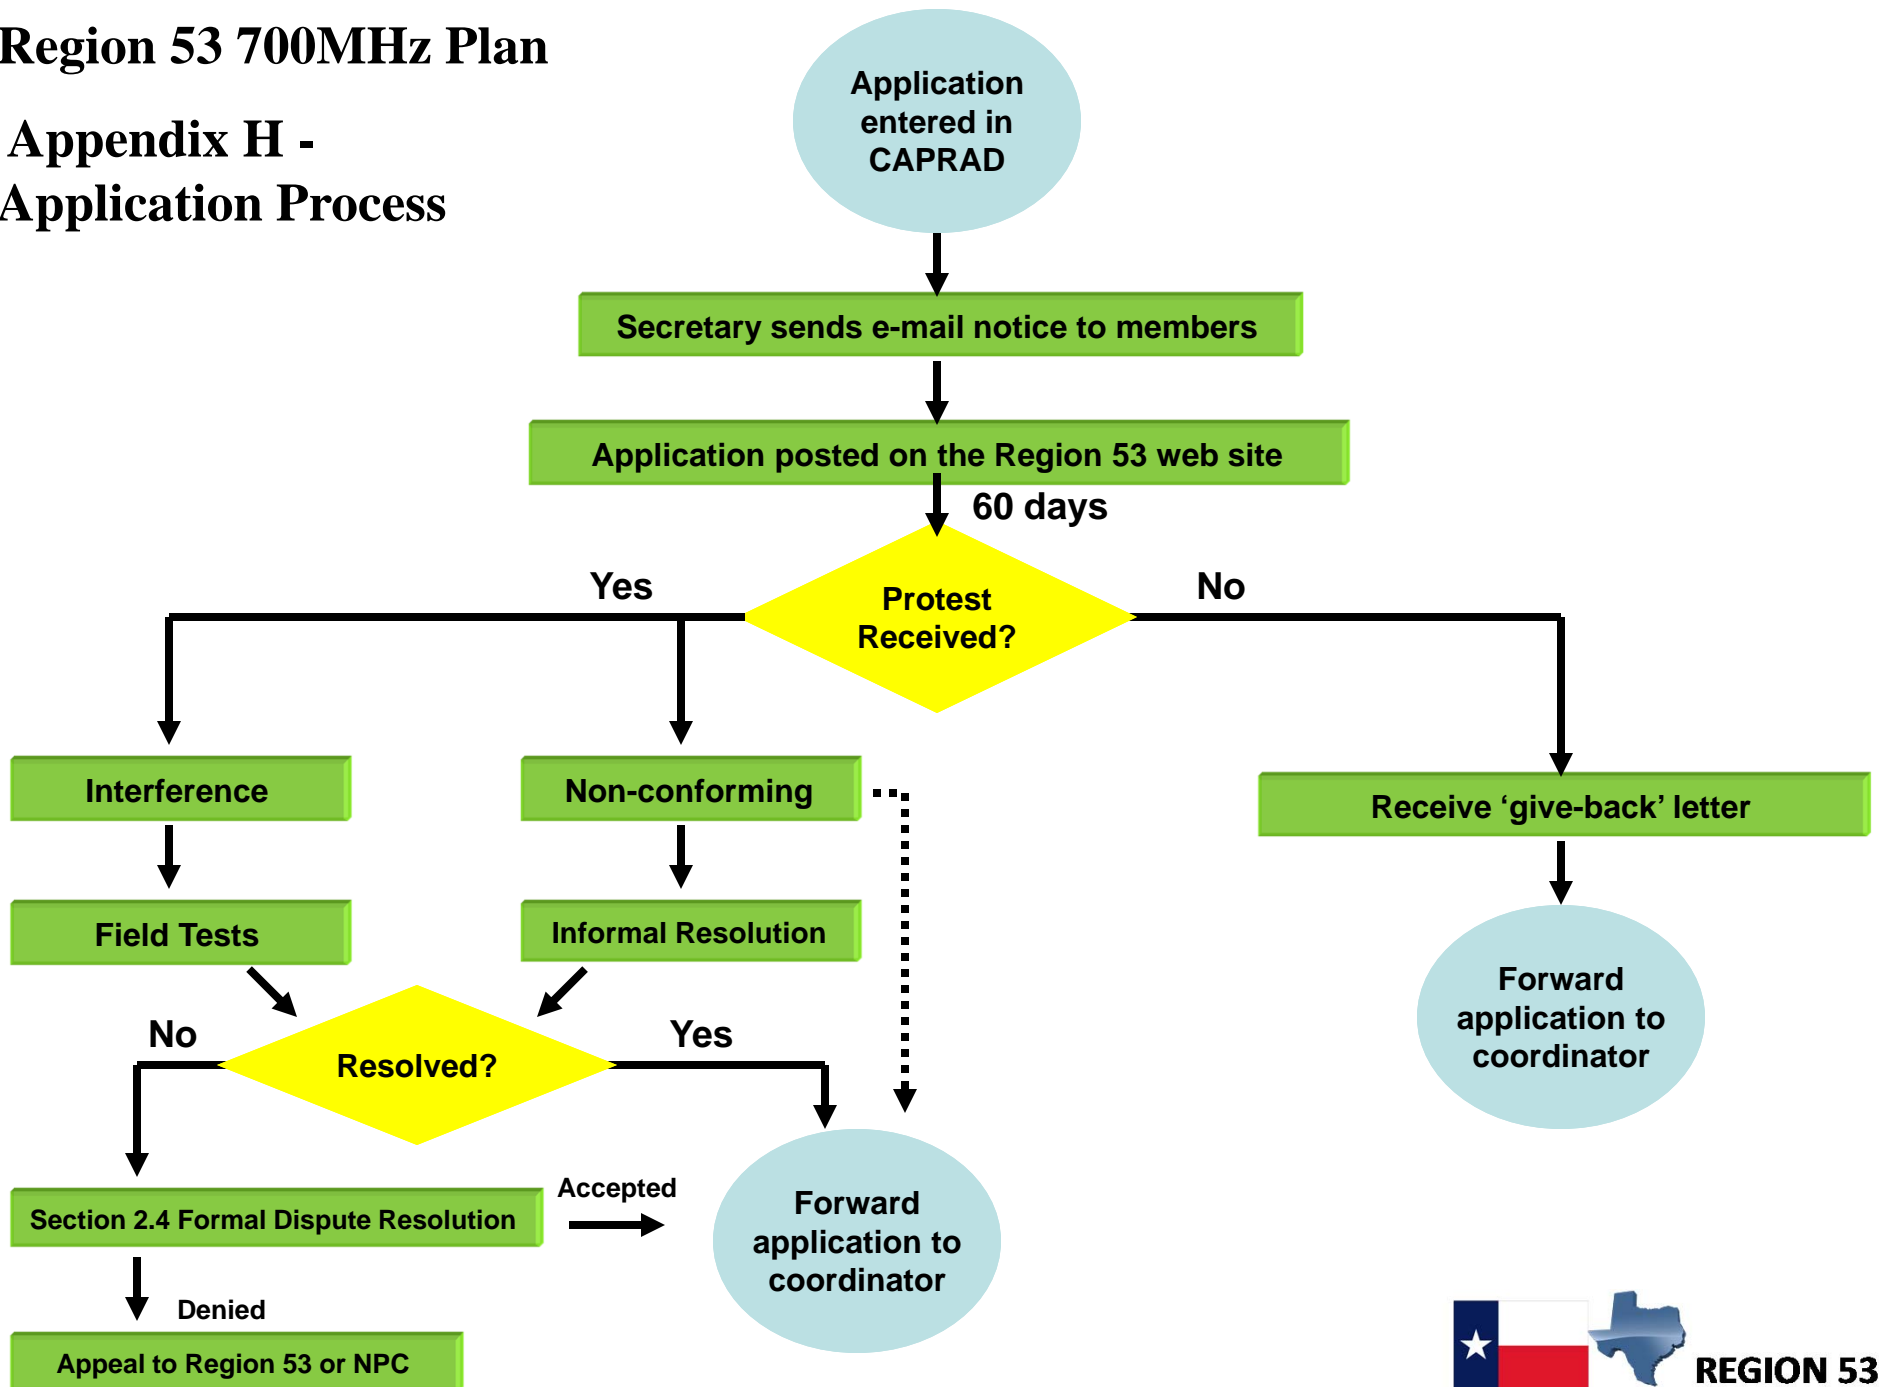 Region 53 700MHz Plan
Appendix H -
Application Process
Application
entered in
CAPRAD
Secretary sends e-mail notice to members
Application posted on the Region 53 web site
60 days
Yes
Protest
Received?
No
Interference
Non-conforming
Receive ‘give-back’ letter
Field Tests
Informal Resolution
Forward
application to
coordinator
No
Resolved?
Yes
Section 2.4 Formal Dispute Resolution
Accepted
Forward
application to
coordinator
Denied
Appeal to Region 53 or NPC
REGION 53